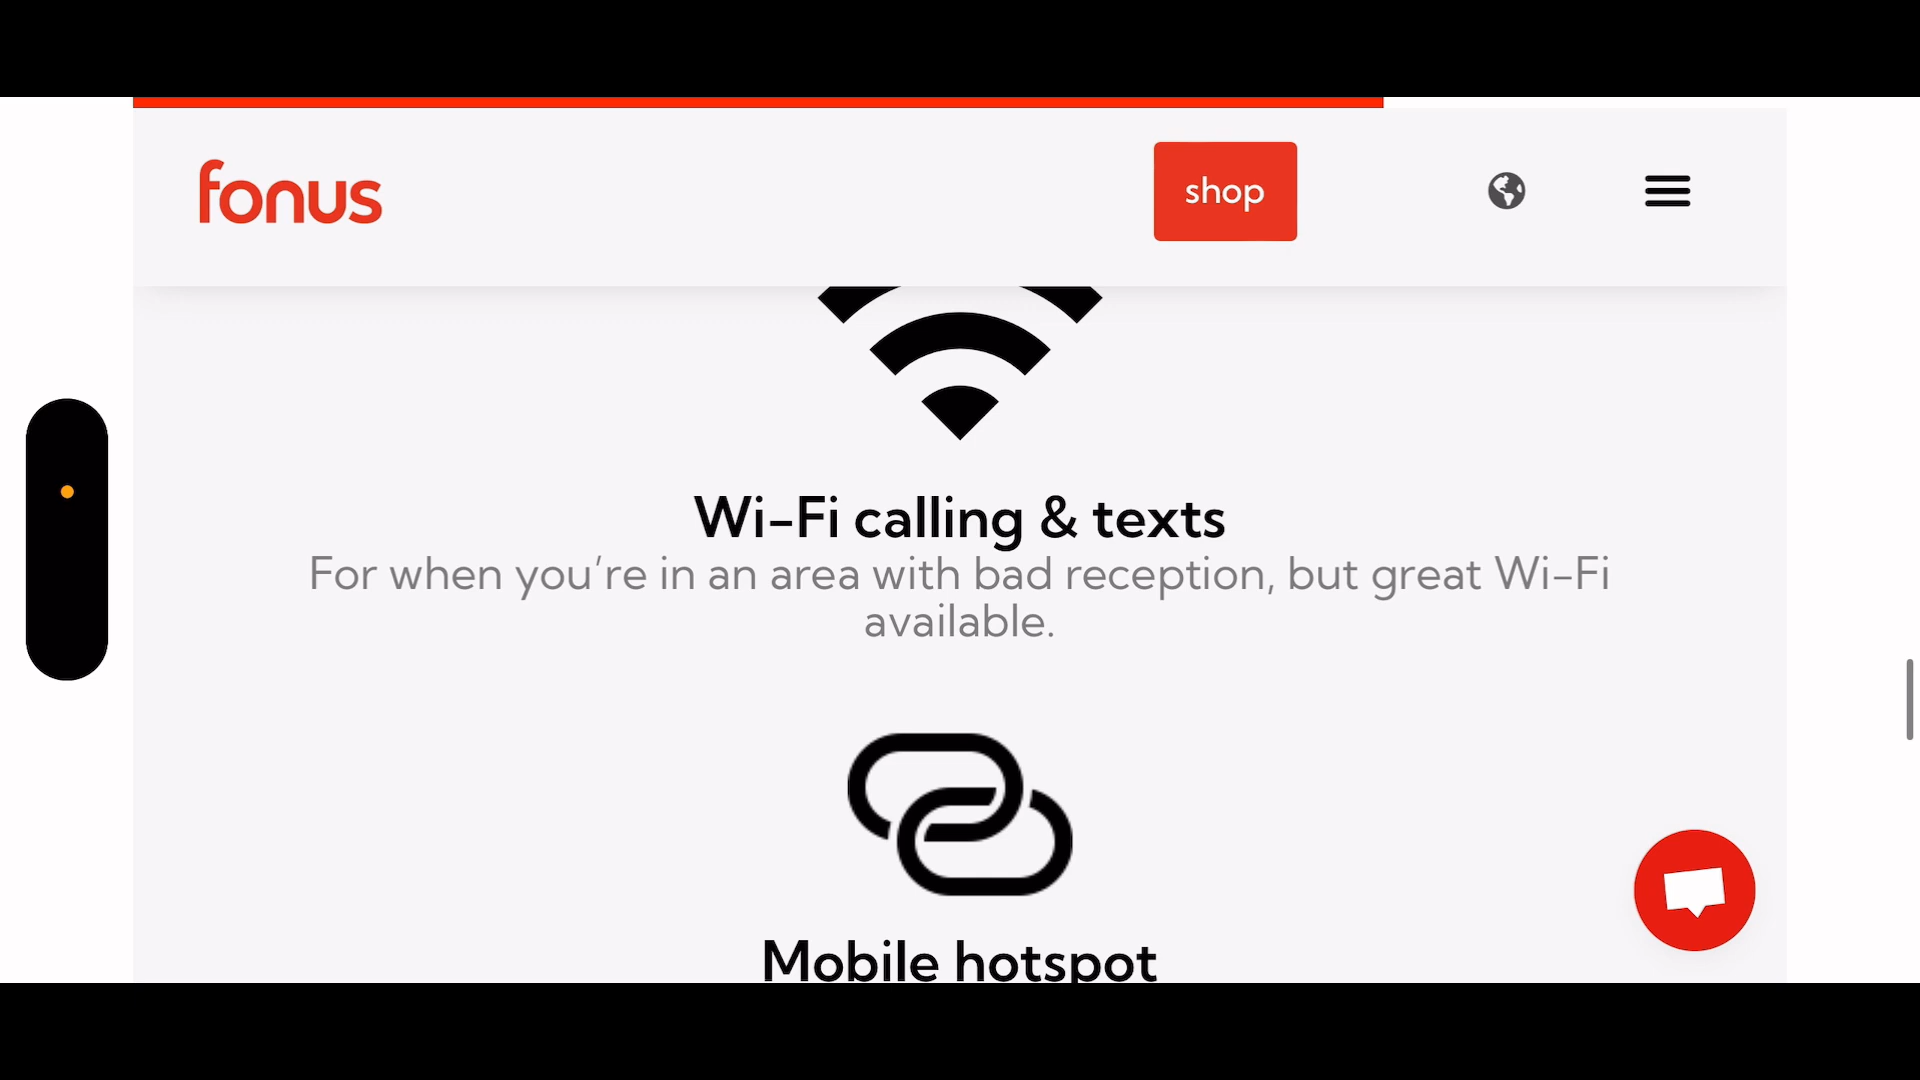 fonus
shop
Wi-Fi calling & texts
For when you're in an area with bad reception, but great Wi-Fi
available.
Mobile hotspot